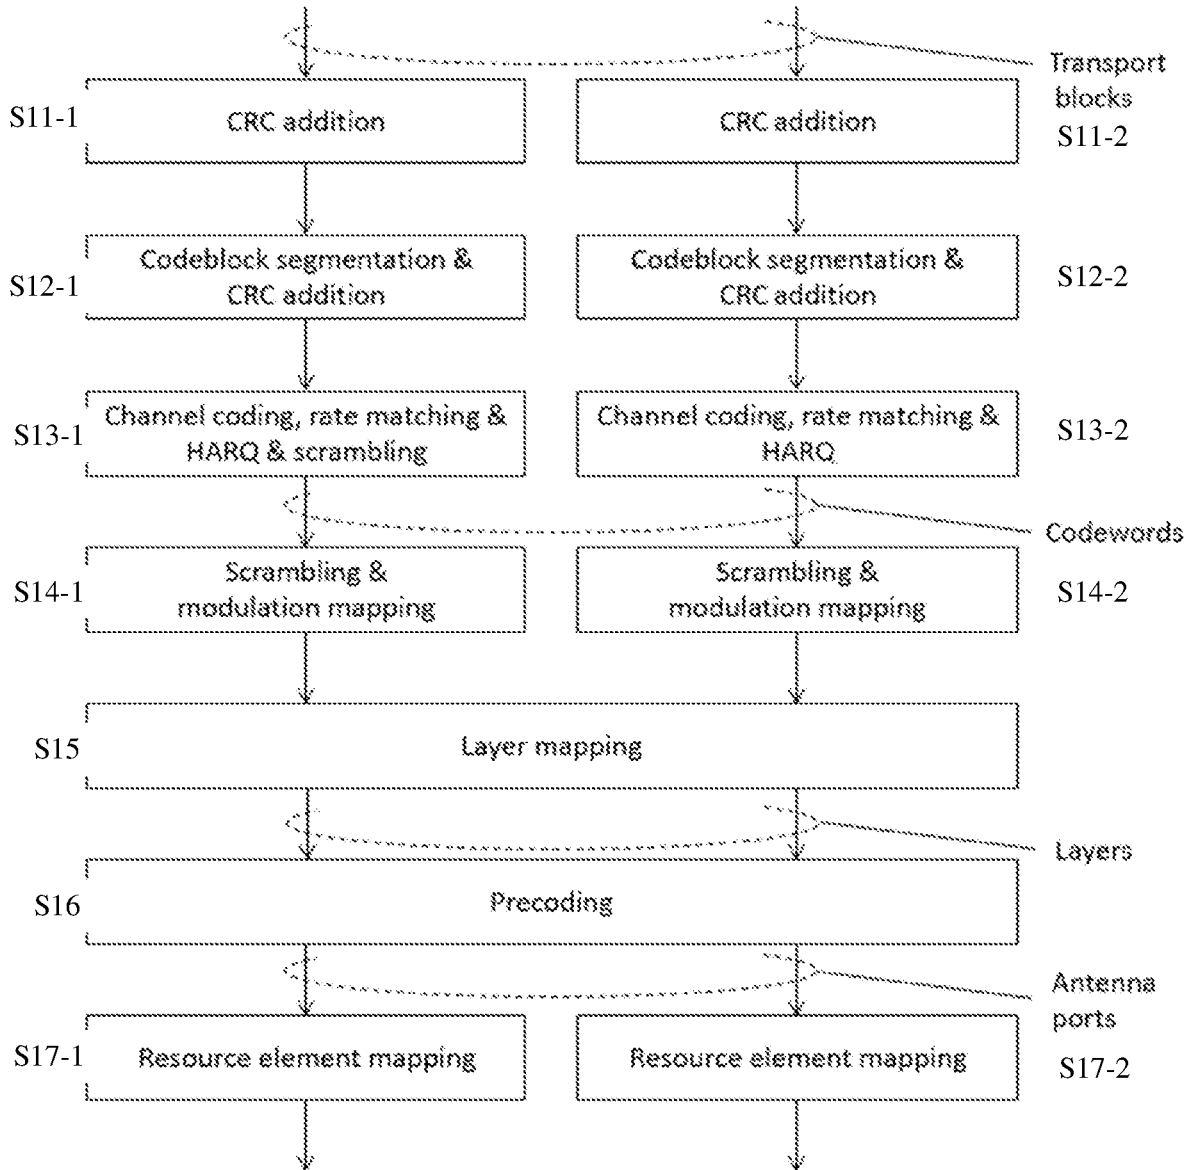 Transport
blocks
S11-1
CRC addition
CRC addition
S11-2
S12-1
Codeblock segmentation &
CRC addition
Codeblock segmentation &
CRC addition
S12-2
S13-1
Channel coding, rate matching &
HARQ & scrambling
Channel coding, rate matching &
HARQ
S13-2
Codewords
S14-1
Scrambling &
modulation mapping
Scrambling &
modulation mapping
S14-2
S15
Layer mapping
Layers
S16
Precoding
Antenna
ports
S17-1
Resource element mapping
Resource element mapping
S17-2